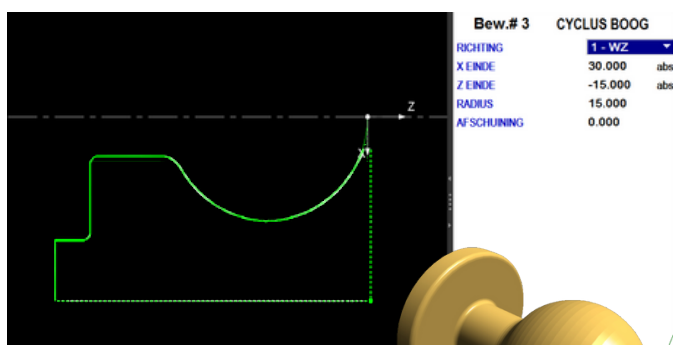 Bew.# 3 CYCLUS BOOG
RICHTING 1 - WZ
X EINDE 30.000 abs
Z EINDE -15.000 abs
RADIUS 15.000
AFSCHUINING 0.000
Z
X